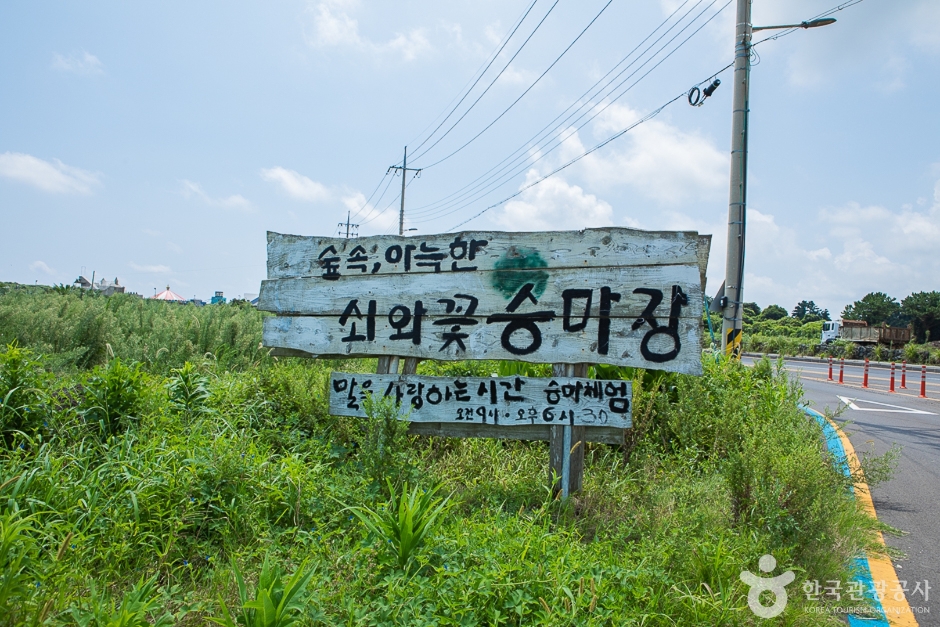 숲속, 아늑한
쇠와꽃승마장
말을 사랑하는 시간 승마체험
오전9시 · 오후6시 30
한국관광공사
KOREA TOURISM ORGANIZATION